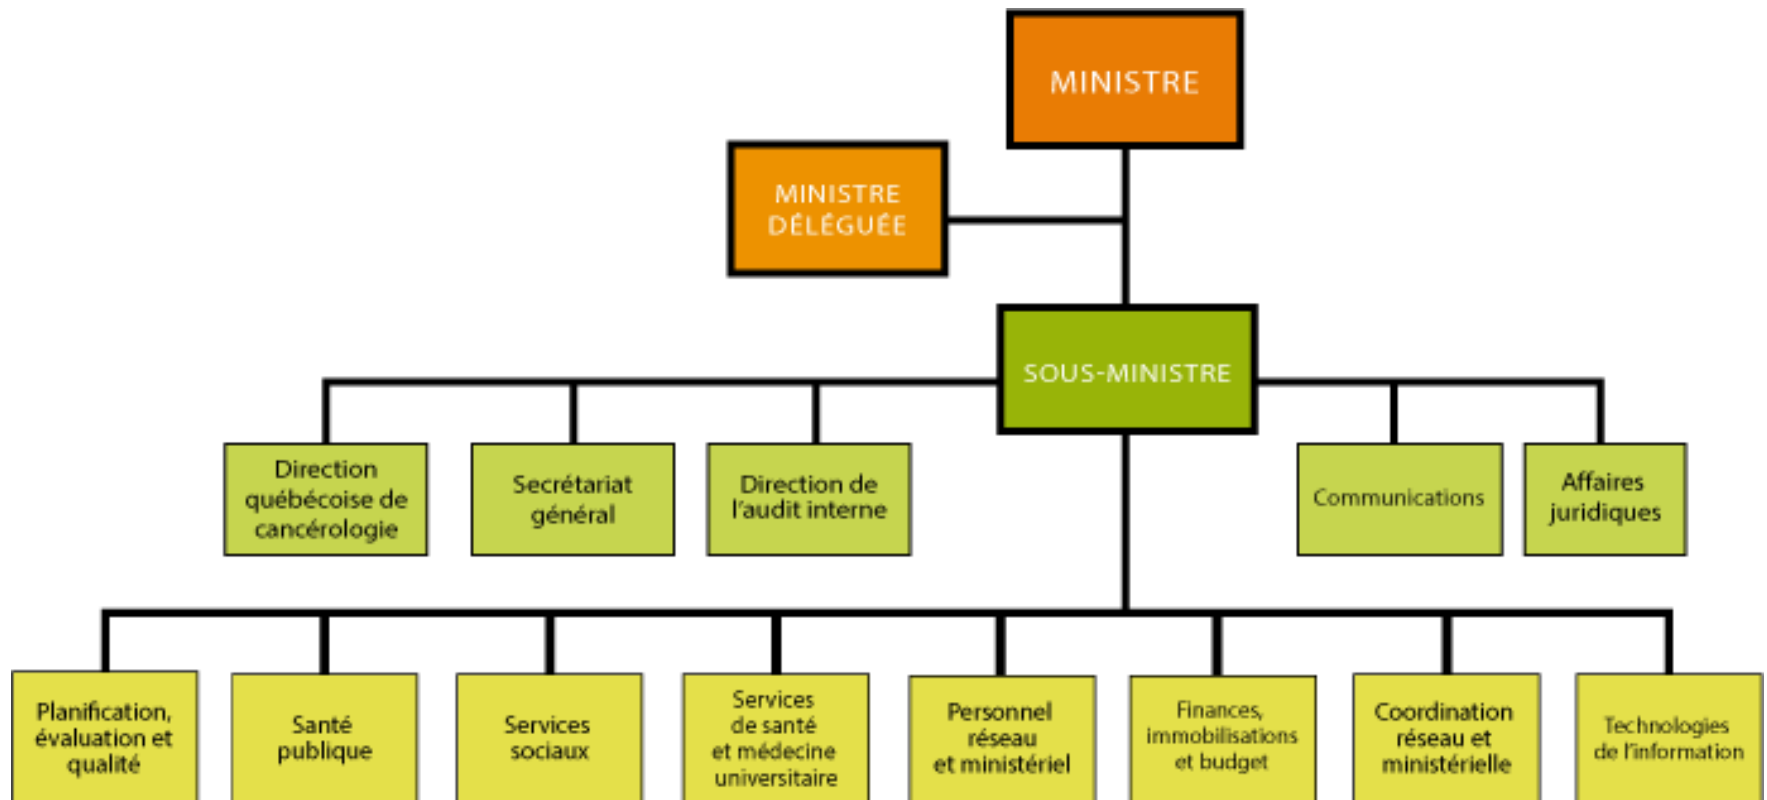 MINISTRE
MINISTRE
DÉLÉGUÉE
SOUS-MINISTRE
Direction
québécoise de
cancérologie
Secrétariat
général
Direction de
l'audit interne
Communications
Affaires
juridiques
Planification,
évaluation et
qualité
Santé
publique
Services
sociaux
Services
de santé
et médecine
universitaire
Personnel
réseau
et ministériel
Finances,
immobilisations
et budget
Coordination
réseau et
ministérielle
Technologies
de l'information